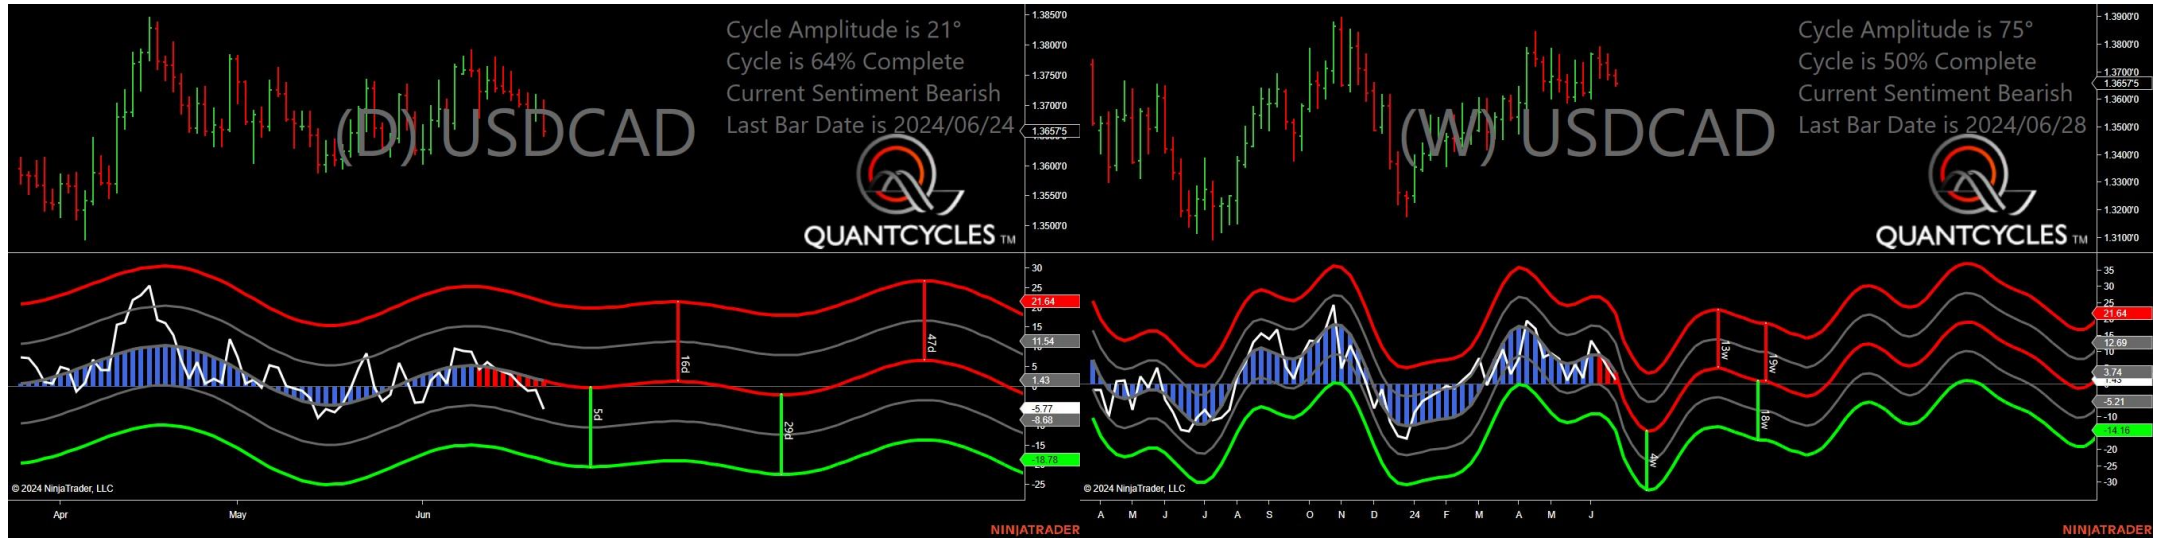 Cycle Amplitude is 21°
Cycle is 64% Complete
Current Sentiment Bearish
Last Bar Date is 2024/06/24
(D) USDCAD
QUANTCYCLES TM
1.3850'0
1.3800'0
1.3750'0
1.3700'0
1.3657'5
1.3600'0
1.3550'0
1.3500'0
30
25
21.64
15
11.54
5
1.43
-5.77
-8.68
-15
-18.78
-25
5d
16d
29d
47d
© 2024 NinjaTrader, LLC
Apr
May
Jun
NINJATRADER
Cycle Amplitude is 75°
Cycle is 50% Complete
Current Sentiment Bearish
Last Bar Date is 2024/06/28
(W) USDCAD
QUANTCYCLES TM
1.3900'0
1.3800'0
1.3700'0
1.3657'5
1.3600'0
1.3500'0
1.3400'0
1.3300'0
1.3200'0
1.3100'0
35
30
25
21.64
15
12.69
10
3.74
1.43
-5.21
-10
-14.16
-20
-25
-30
4w
13w
18w
19w
© 2024 NinjaTrader, LLC
A M J J A S O N D 24 F M A M J
NINJATRADER